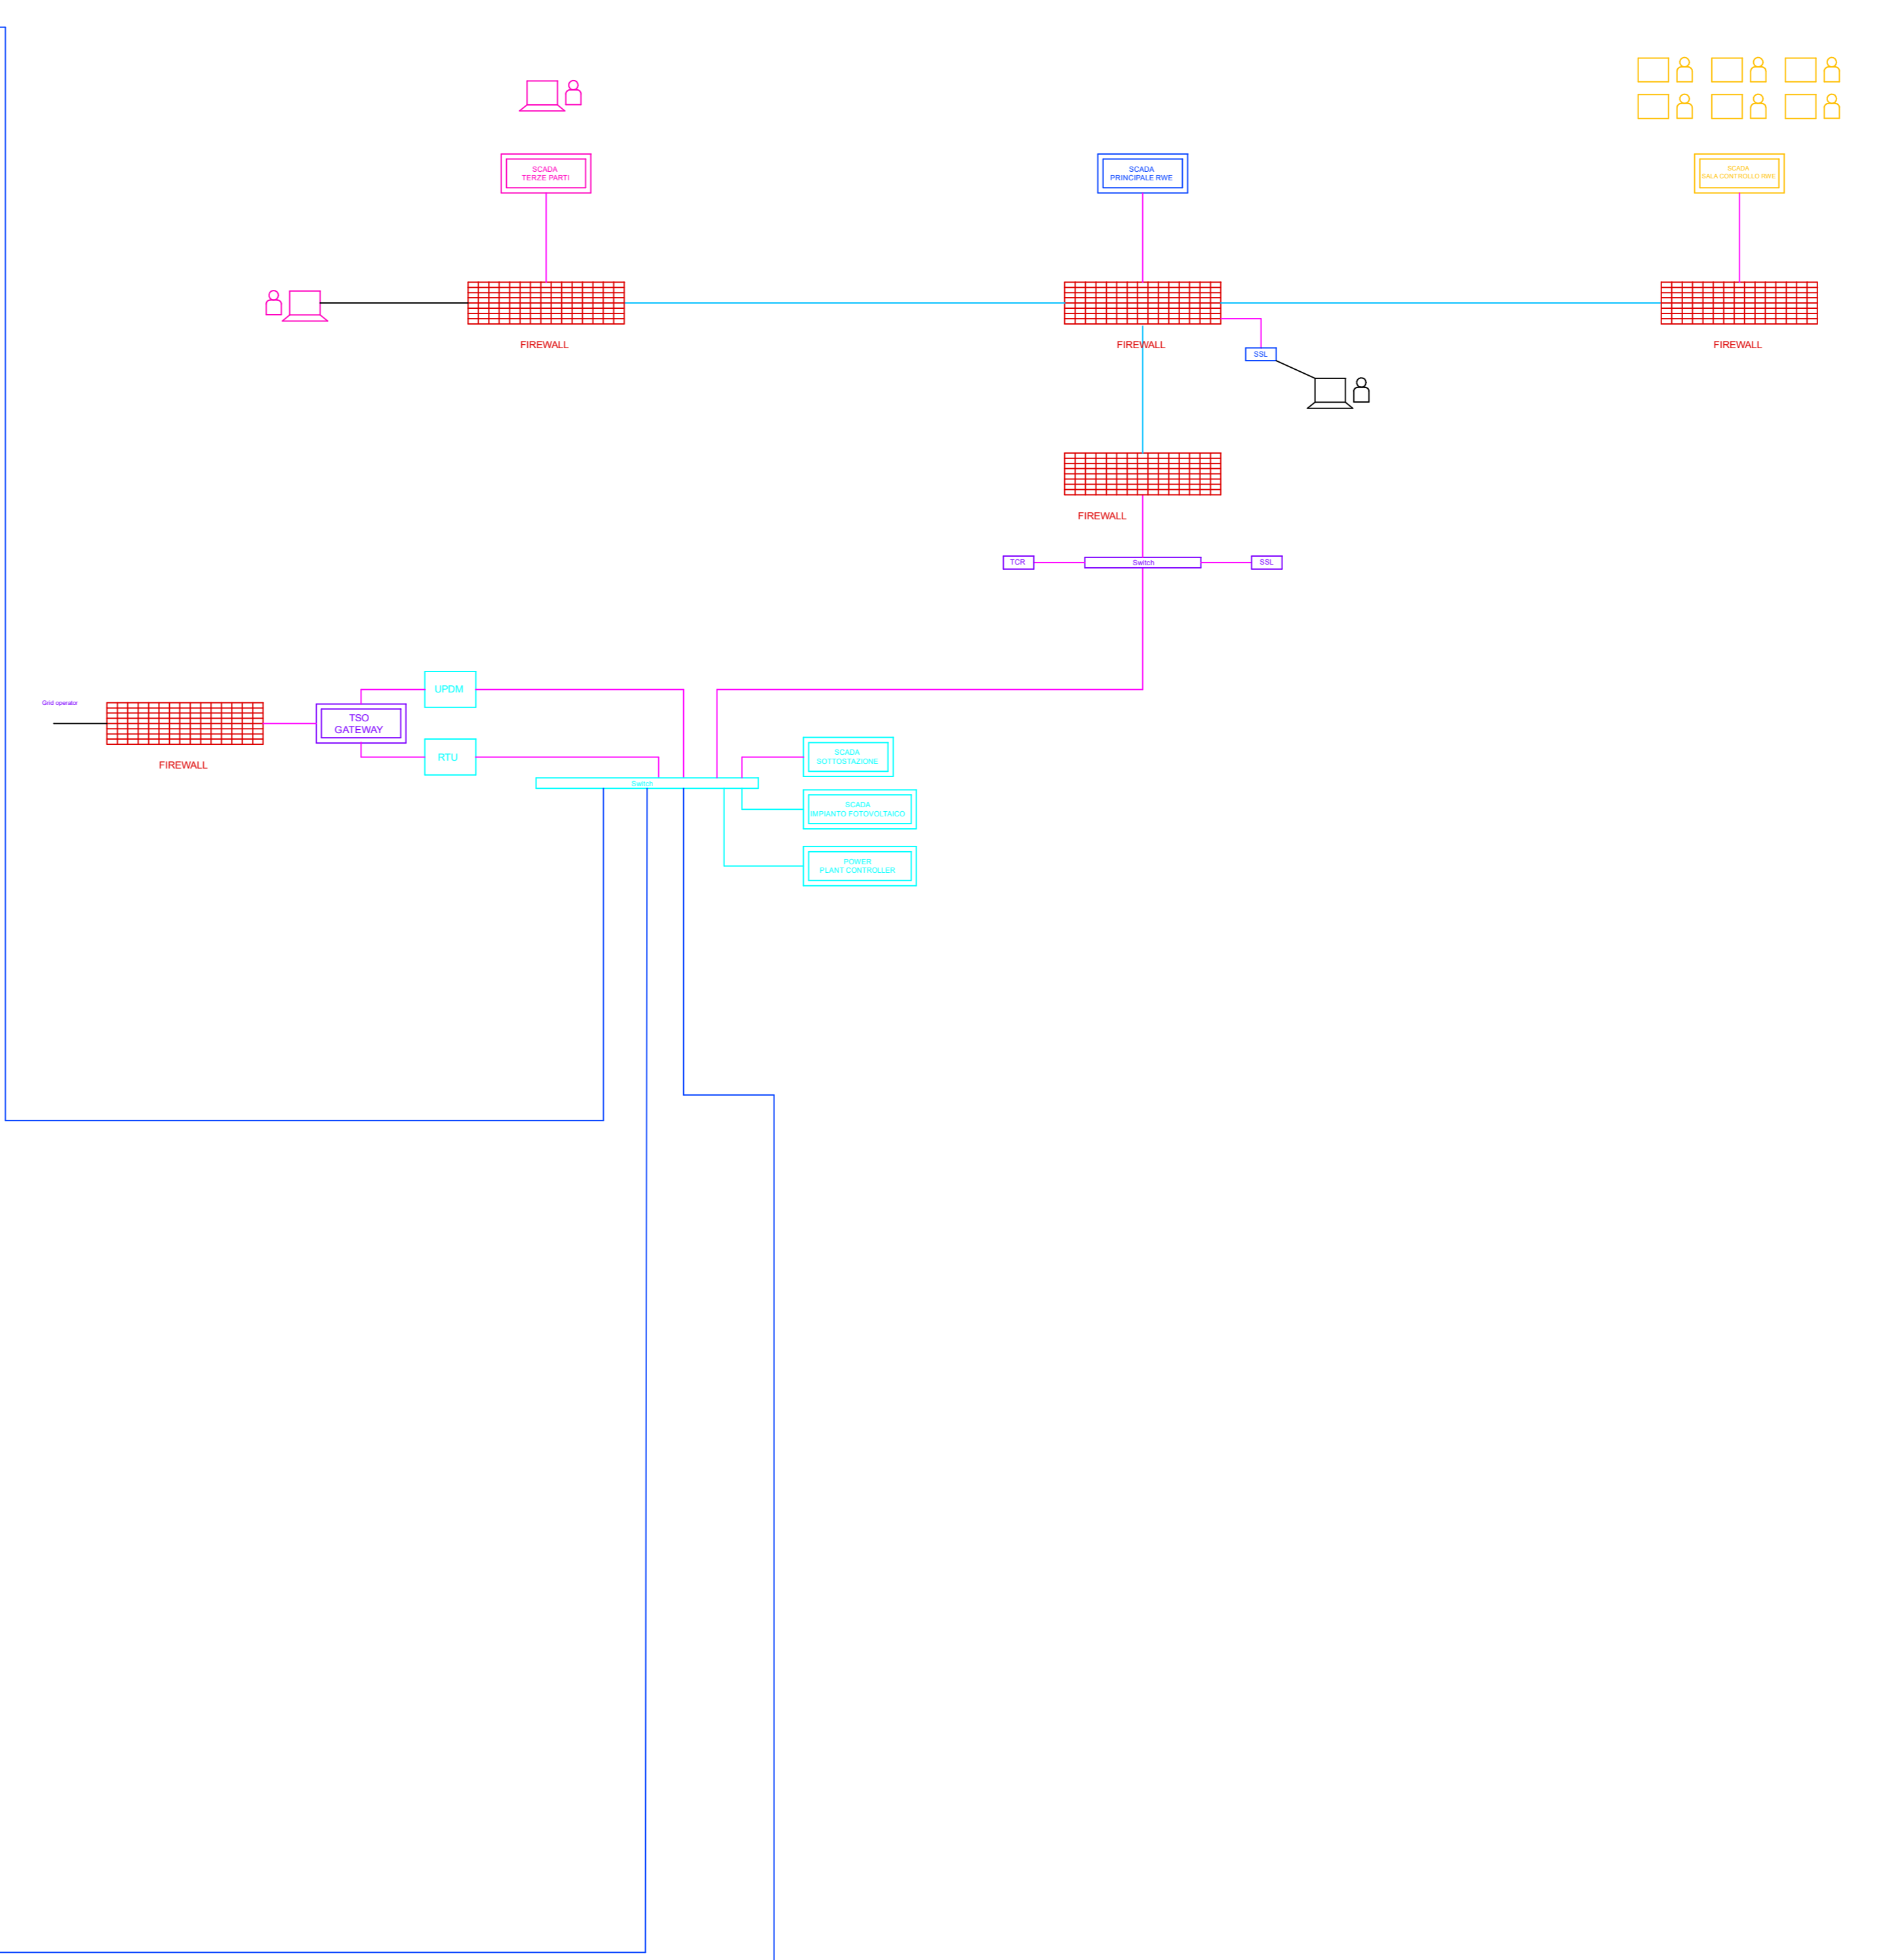 SCADA
TERZE PARTI
SCADA
PRINCIPALE RWE
SCADA
SALA CONTROLLO RWE
FIREWALL
FIREWALL
FIREWALL
SSL
FIREWALL
TCR
Switch
SSL
Grid operator
FIREWALL
TSO
GATEWAY
UPDM
RTU
Switch
SCADA
SOTTOSTAZIONE
SCADA
IMPIANTO FOTOVOLTAICO
POWER
PLANT CONTROLLER